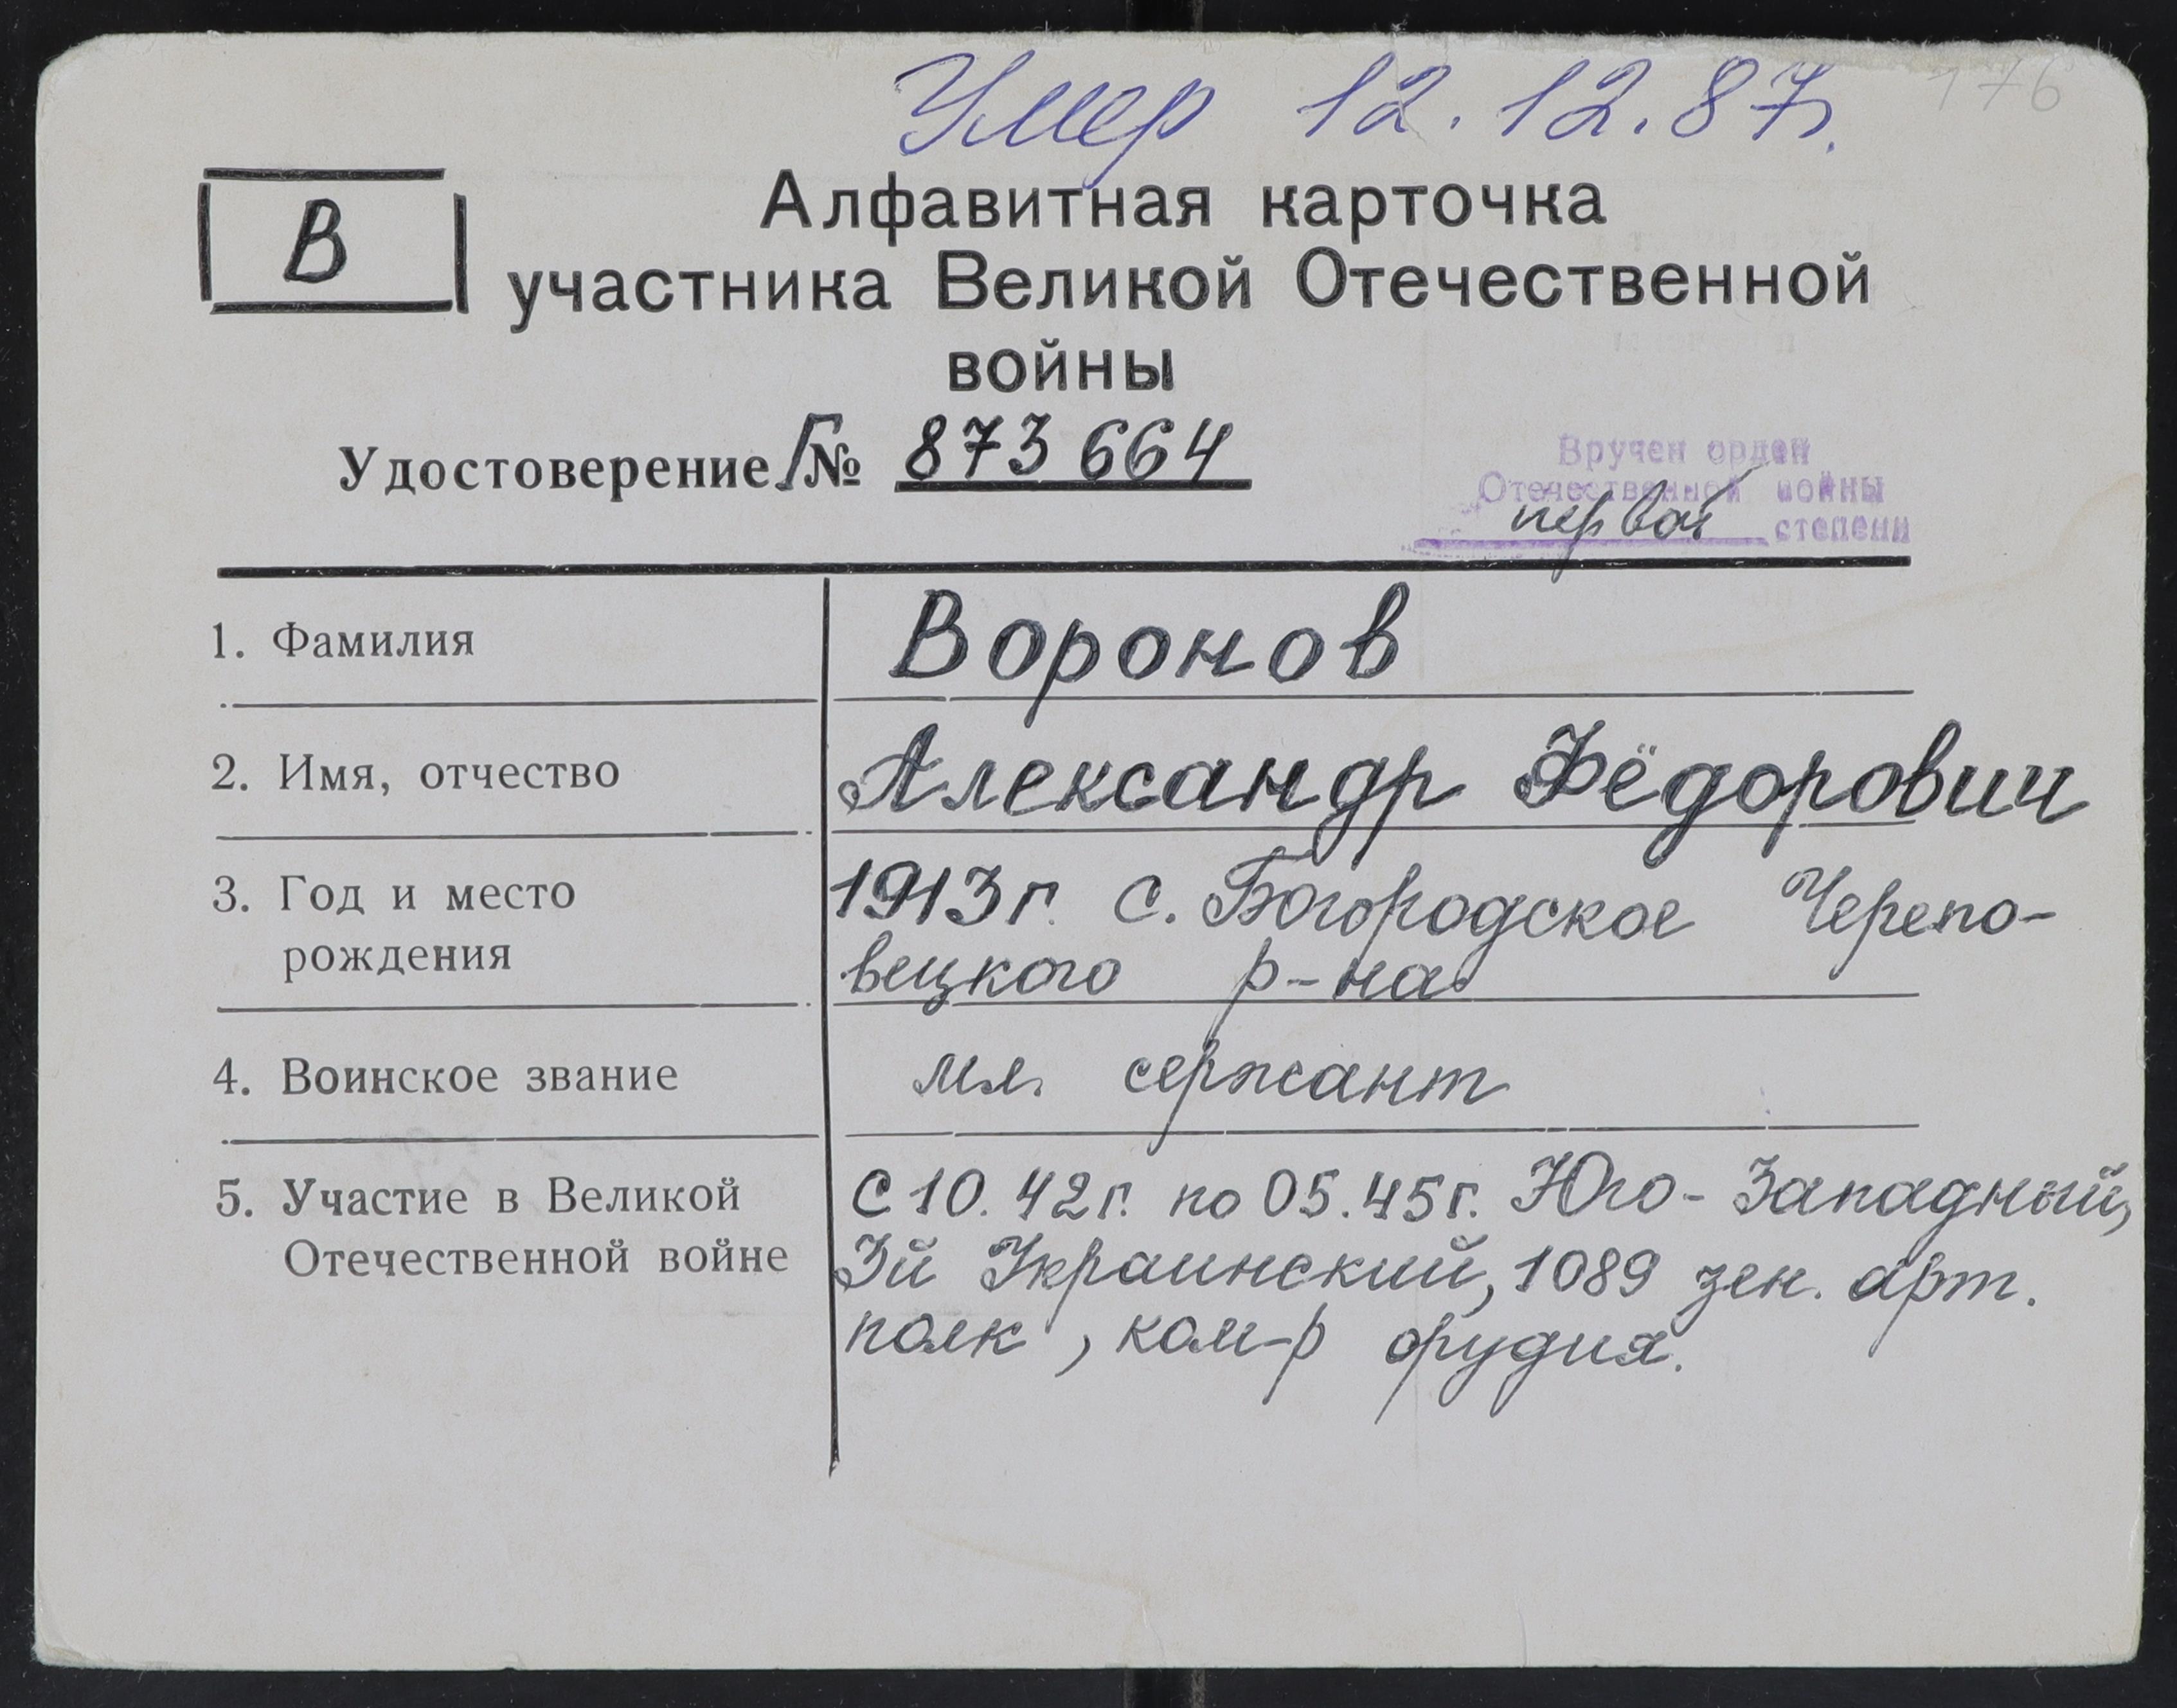 176
Умер 12.12.87г.
В
Алфавитная карточка
участника Великой Отечественной
войны
Удостоверение Г№ 873664
Вручен орден
Отечественной войны
первой степени
1. Фамилия
Воронов
2. Имя, отчество
Александр Фёдорович
3. Год и место
рождения
1913г. с. Богородское Черепо-
вецкого р-на
4. Воинское звание
мл. сержант
5. Участие в Великой
Отечественной войне
С 10.42г. по 05.45г. Юго-Западный,
3й Украинский, 1089 зен. арт.
полк, ком-р орудия.